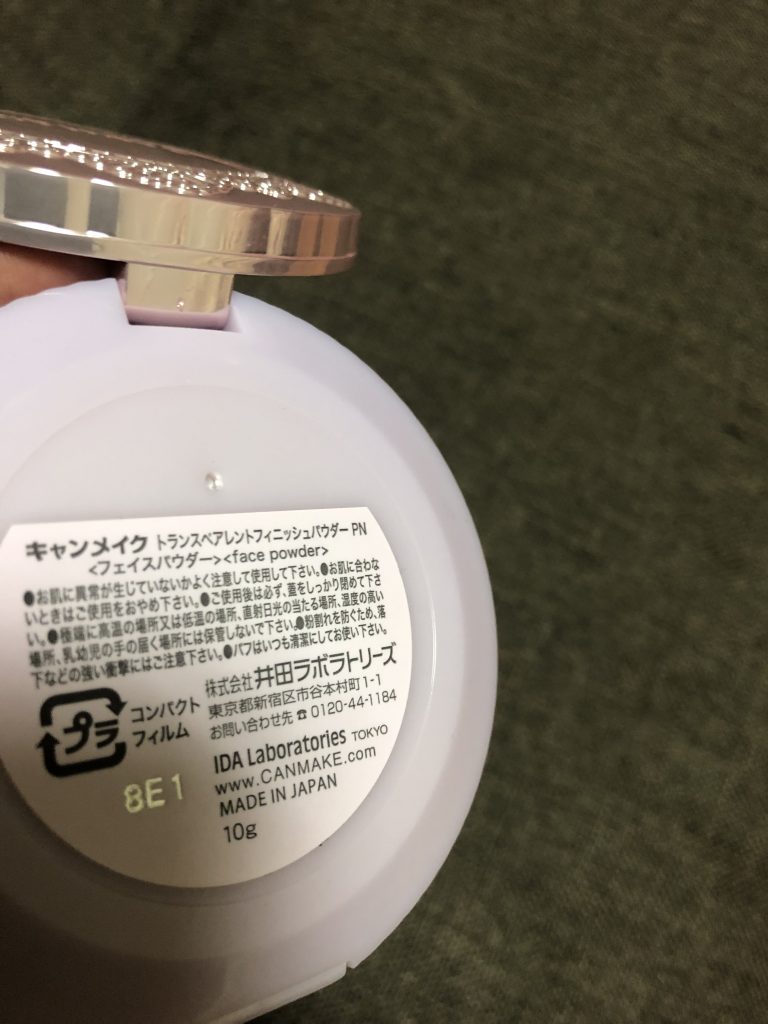 キャンメイク トランスペアレントフィニッシュパウダー PN
<フェイスパウダー><face powder>
●お肌に異常が生じていないかよく注意して使用して下さい。●お肌に合わな
いときはご使用をおやめ下さい。●ご使用後は必ず、蓋をしっかり閉めて下さ
い。●極端に高温の場所又は低温の場所、直射日光の当たる場所、湿度の高い
場所、乳幼児の手の届く場所には保管しないで下さい。●粉割れを防ぐため、落
下などの強い衝撃にはご注意下さい。●パフはいつも清潔にしてお使い下さい。
プラ
コンパクト
フィルム
株式会社 井田ラボラトリーズ
東京都新宿区市谷本村町1-1
お問い合わせ先 ☎ 0120-44-1184
IDA Laboratories TOKYO
www.CANMAKE.com
MADE IN JAPAN
10g
8E1